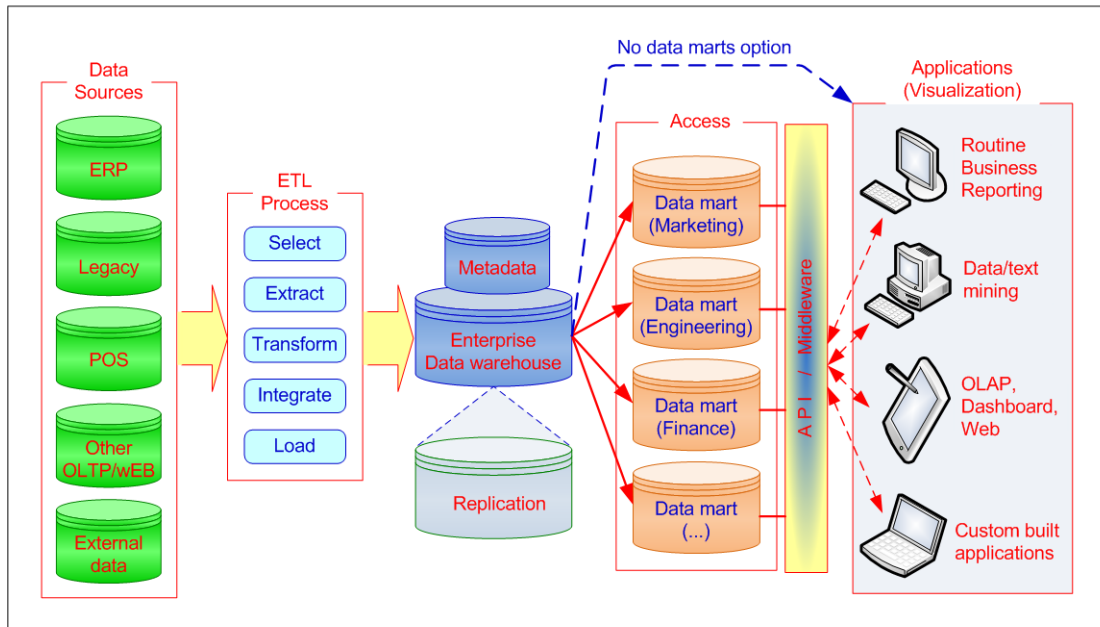 No data marts option
Data
Sources
ERP
Legacy
POS
Other
OLTP/wEB
External
data
ETL
Process
Select
Extract
Transform
Integrate
Load
Metadata
Enterprise
Data warehouse
Replication
Access
Data mart
(Marketing)
Data mart
(Engineering)
Data mart
(Finance)
Data mart
(...)
API / Middleware
Applications
(Visualization)
Routine
Business
Reporting
Data/text
mining
OLAP,
Dashboard,
Web
Custom built
applications